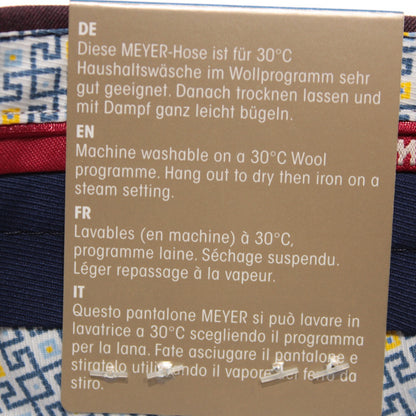 DE
Diese MEYER-Hose ist für 30°C
Haushaltswäsche im Wollprogramm sehr
gut geeignet. Danach trocknen lassen und
mit Dampf ganz leicht bügeln.
EN
Machine washable on a 30°C Wool
programme. Hang out to dry then iron on a
steam setting.
FR
Lavables (en machine) à 30°C,
programme laine. Séchage suspendu.
Léger repassage à la vapeur.
IT
Questo pantalone MEYER si può lavare in
lavatrice a 30°C scegliendo il programma
per la lana. Fate asciugare il pantalone e
stiratelo utilizzando il vapore del ferro da
stiro.